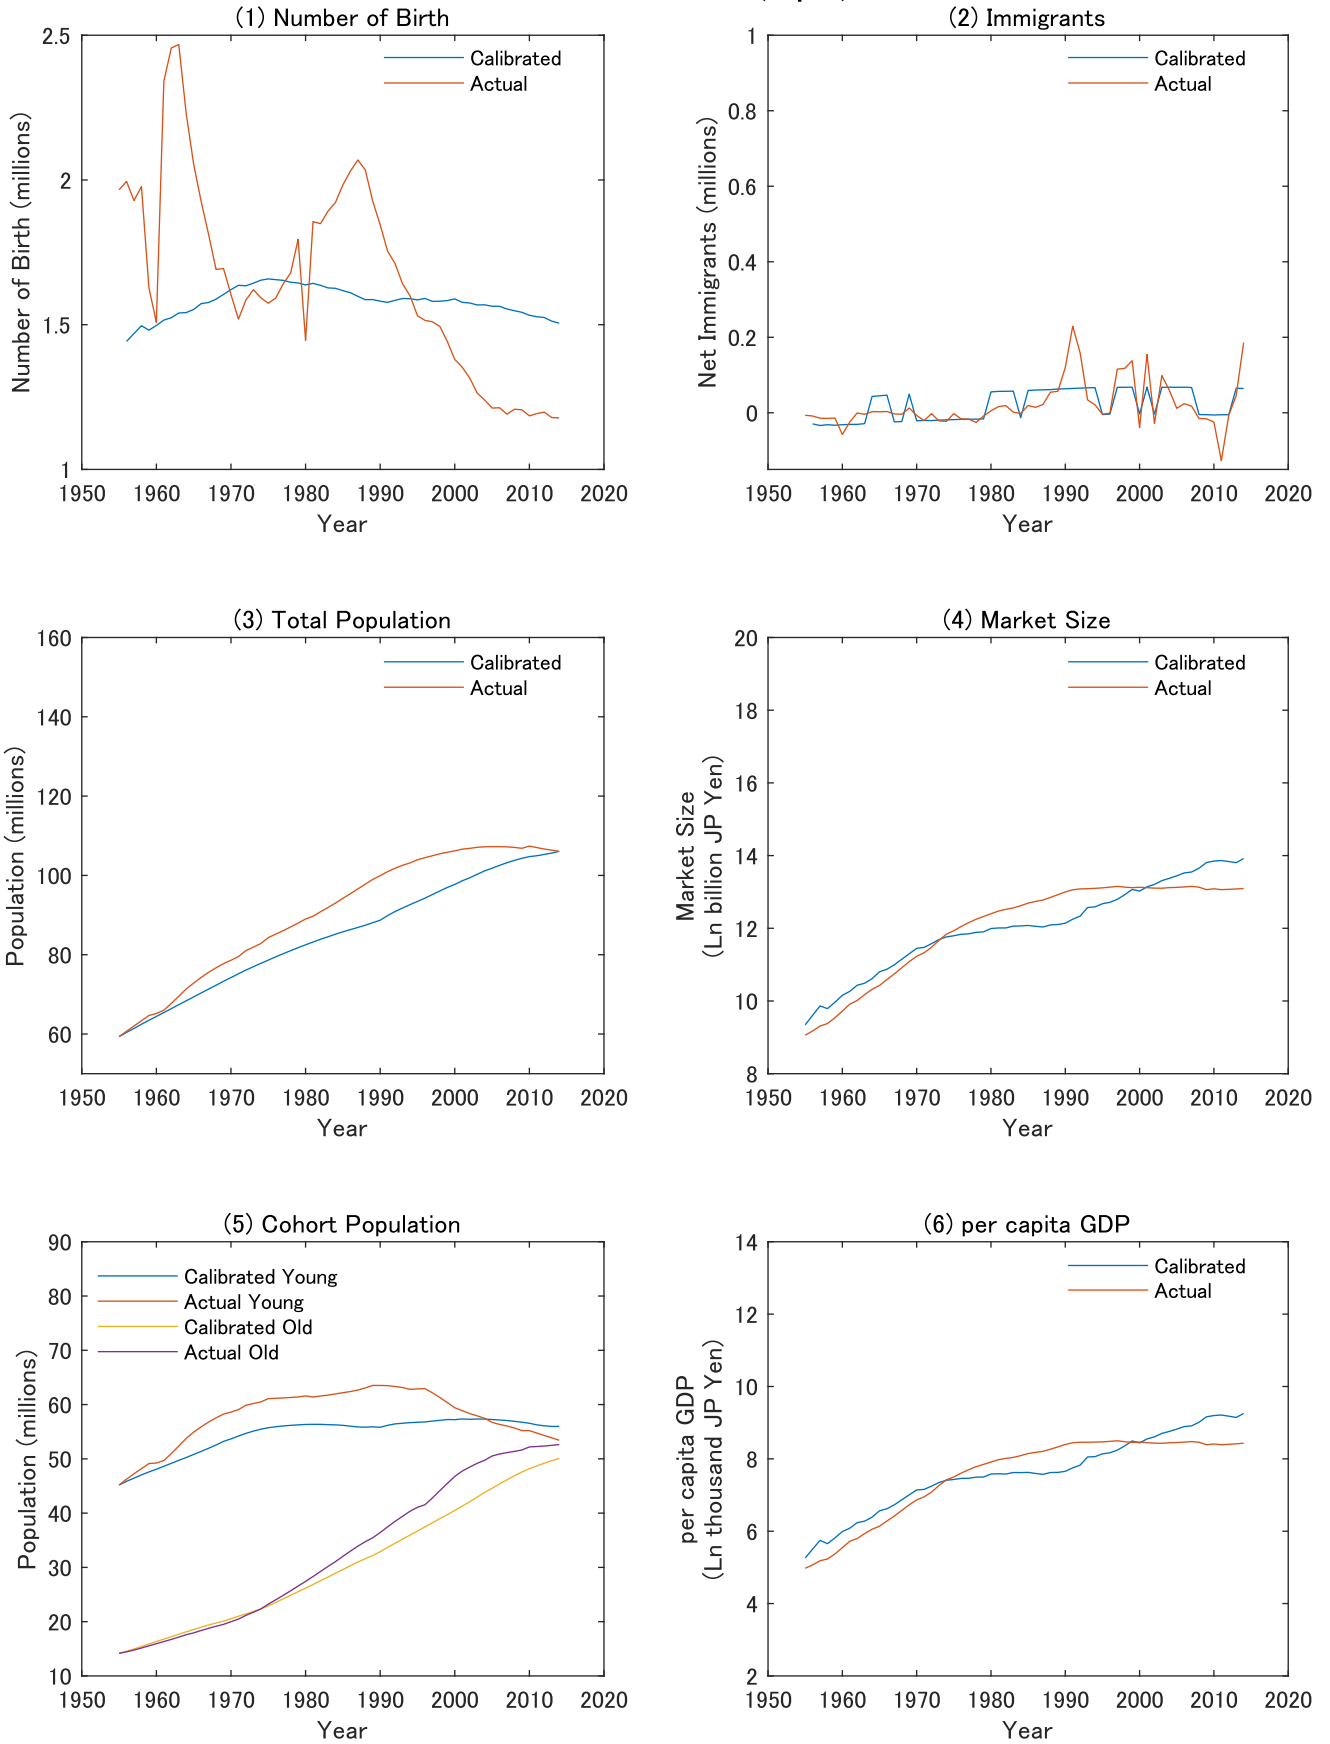 (1) Number of Birth
Number of Birth (millions)
2.5
2
1.5
1
Calibrated
Actual
1950 1960 1970 1980 1990 2000 2010 2020
Year
(2) Immigrants
Net Immigrants (millions)
1
0.8
0.6
0.4
0.2
0
Calibrated
Actual
1950 1960 1970 1980 1990 2000 2010 2020
Year
(3) Total Population
Population (millions)
160
140
120
100
80
60
Calibrated
Actual
1950 1960 1970 1980 1990 2000 2010 2020
Year
(4) Market Size
Market Size
(Ln billion JP Yen)
20
18
16
14
12
10
8
Calibrated
Actual
1950 1960 1970 1980 1990 2000 2010 2020
Year
(5) Cohort Population
Population (millions)
90
80
70
60
50
40
30
20
10
Calibrated Young
Actual Young
Calibrated Old
Actual Old
1950 1960 1970 1980 1990 2000 2010 2020
Year
(6) per capita GDP
per capita GDP
(Ln thousand JP Yen)
14
12
10
8
6
4
2
Calibrated
Actual
1950 1960 1970 1980 1990 2000 2010 2020
Year